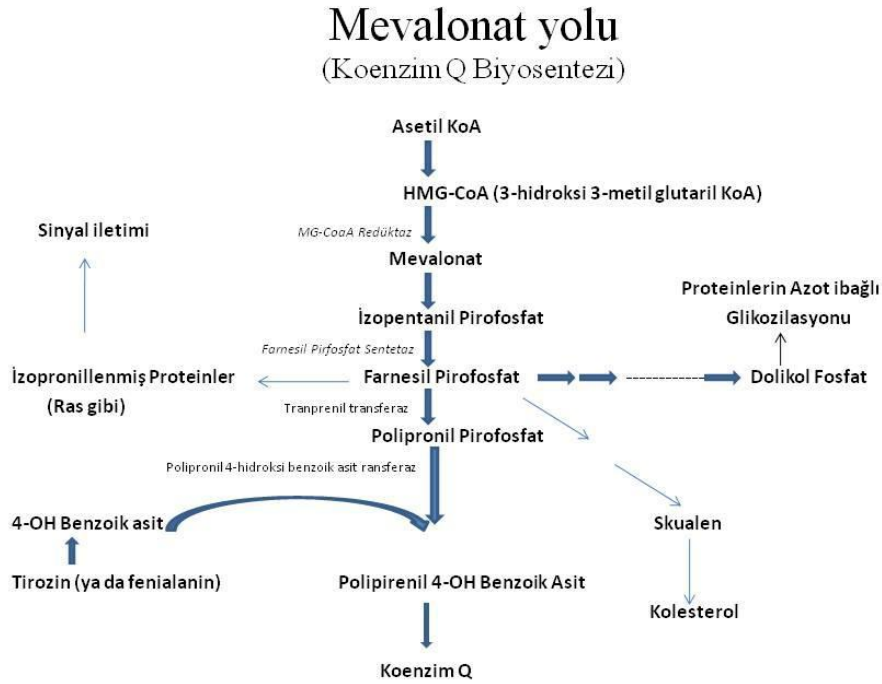 Mevalonat yolu
(Koenzim Q Biyosentezi)
Asetil KoA
HMG-CoA (3-hidroksi 3-metil glutaril KoA)
Sinyal iletimi
MG-CoaA Redüktaz
Mevalonat
Proteinlerin Azot ibağlı
Glikozilasyonu
İzopentanil Pirofosfat
Farnesil Pirfosfat Sentetaz
İzopronillenmiş Proteinler
(Ras gibi)
Farnesil Pirofosfat
Dolikol Fosfat
Tranprenil transferaz
Polipronil Pirofosfat
Polipronil 4-hidroksi benzoik asit ransferaz
4-OH Benzoik asit
Skualen
Tirozin (ya da fenialanin)
Polipirenil 4-OH Benzoik Asit
Kolesterol
Koenzim Q